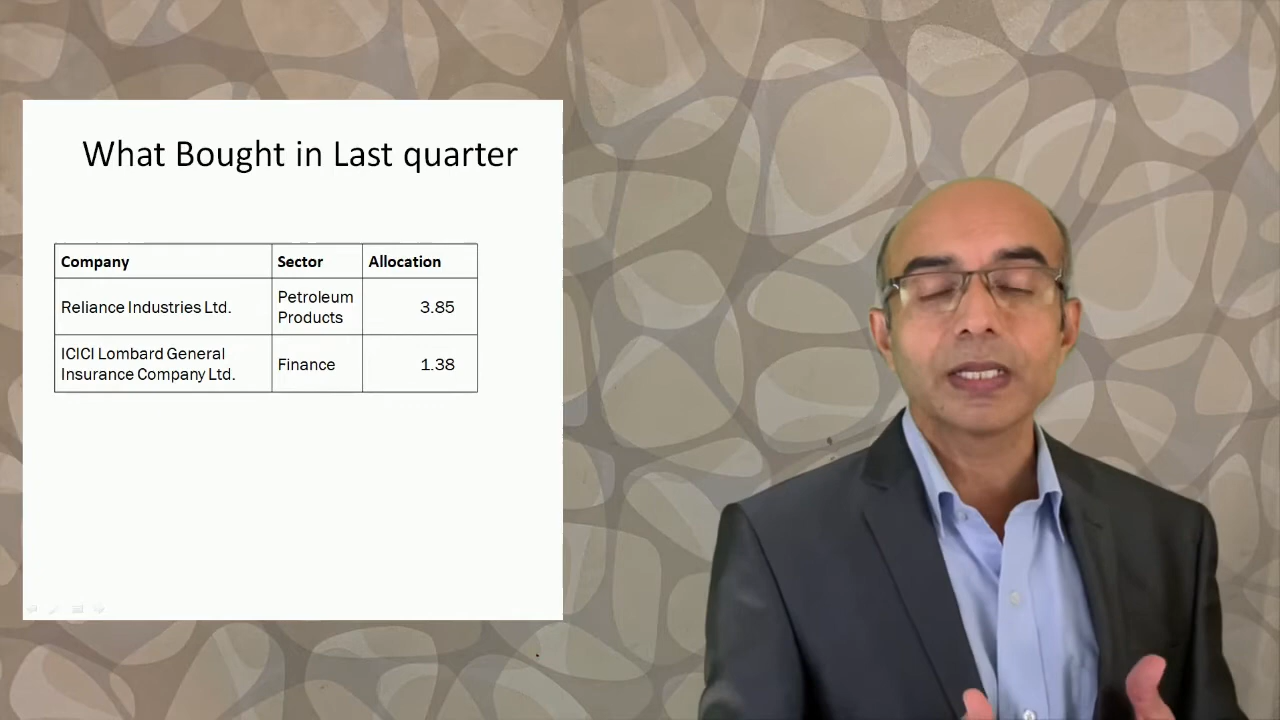 What Bought in Last quarter
Company Sector Allocation
Reliance Industries Ltd. Petroleum Products 3.85
ICICI Lombard General Insurance Company Ltd. Finance 1.38